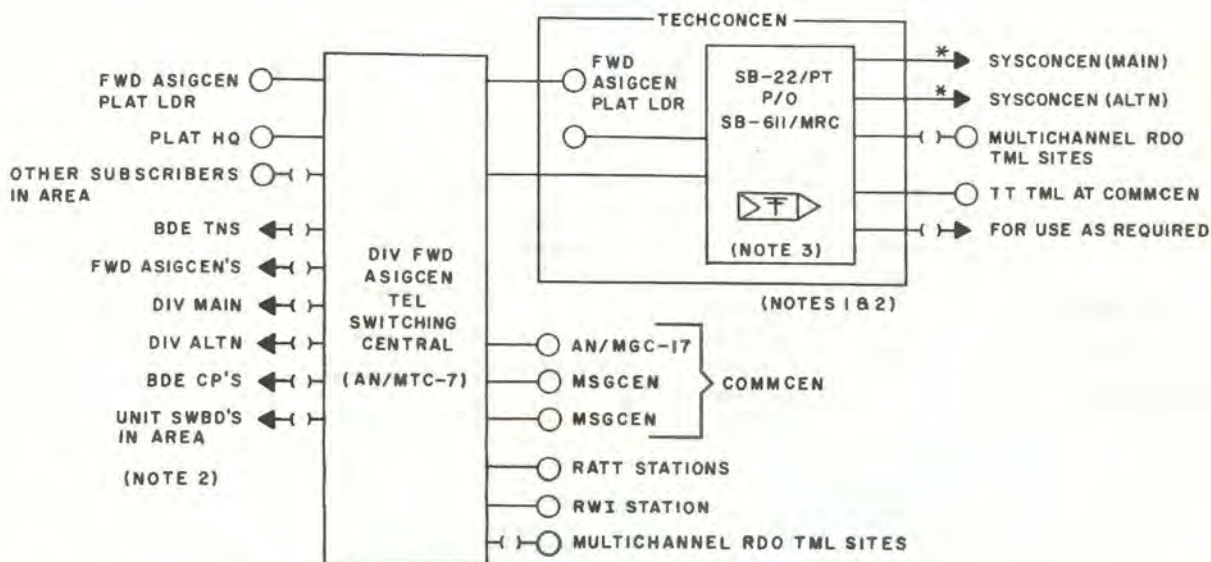 TECHCONCEN
FWD ASIGCEN
PLAT LDR
PLAT HQ
OTHER SUBSCRIBERS
IN AREA
BDE TNS
FWD ASIGCEN'S
DIV MAIN
DIV ALTN
BDE CP'S
UNIT SWBD'S
IN AREA
(NOTE 2)
DIV FWD
ASIGCEN
TEL
SWITCHING
CENTRAL
(AN/MTC-7)
FWD
ASIGCEN
PLAT LDR
SB-22/PT
P/O
SB-611/MRC
(NOTE 3)
(NOTES 1 & 2)
* SYSCONCEN (MAIN)
* SYSCONCEN (ALTN)
MULTICHANNEL RDO
TML SITES
TT TML AT COMMCEN
FOR USE AS REQUIRED
AN/MGC-17
MSGCEN
MSGCEN
COMMCEN
RATT STATIONS
RWI STATION
MULTICHANNEL RDO TML SITES